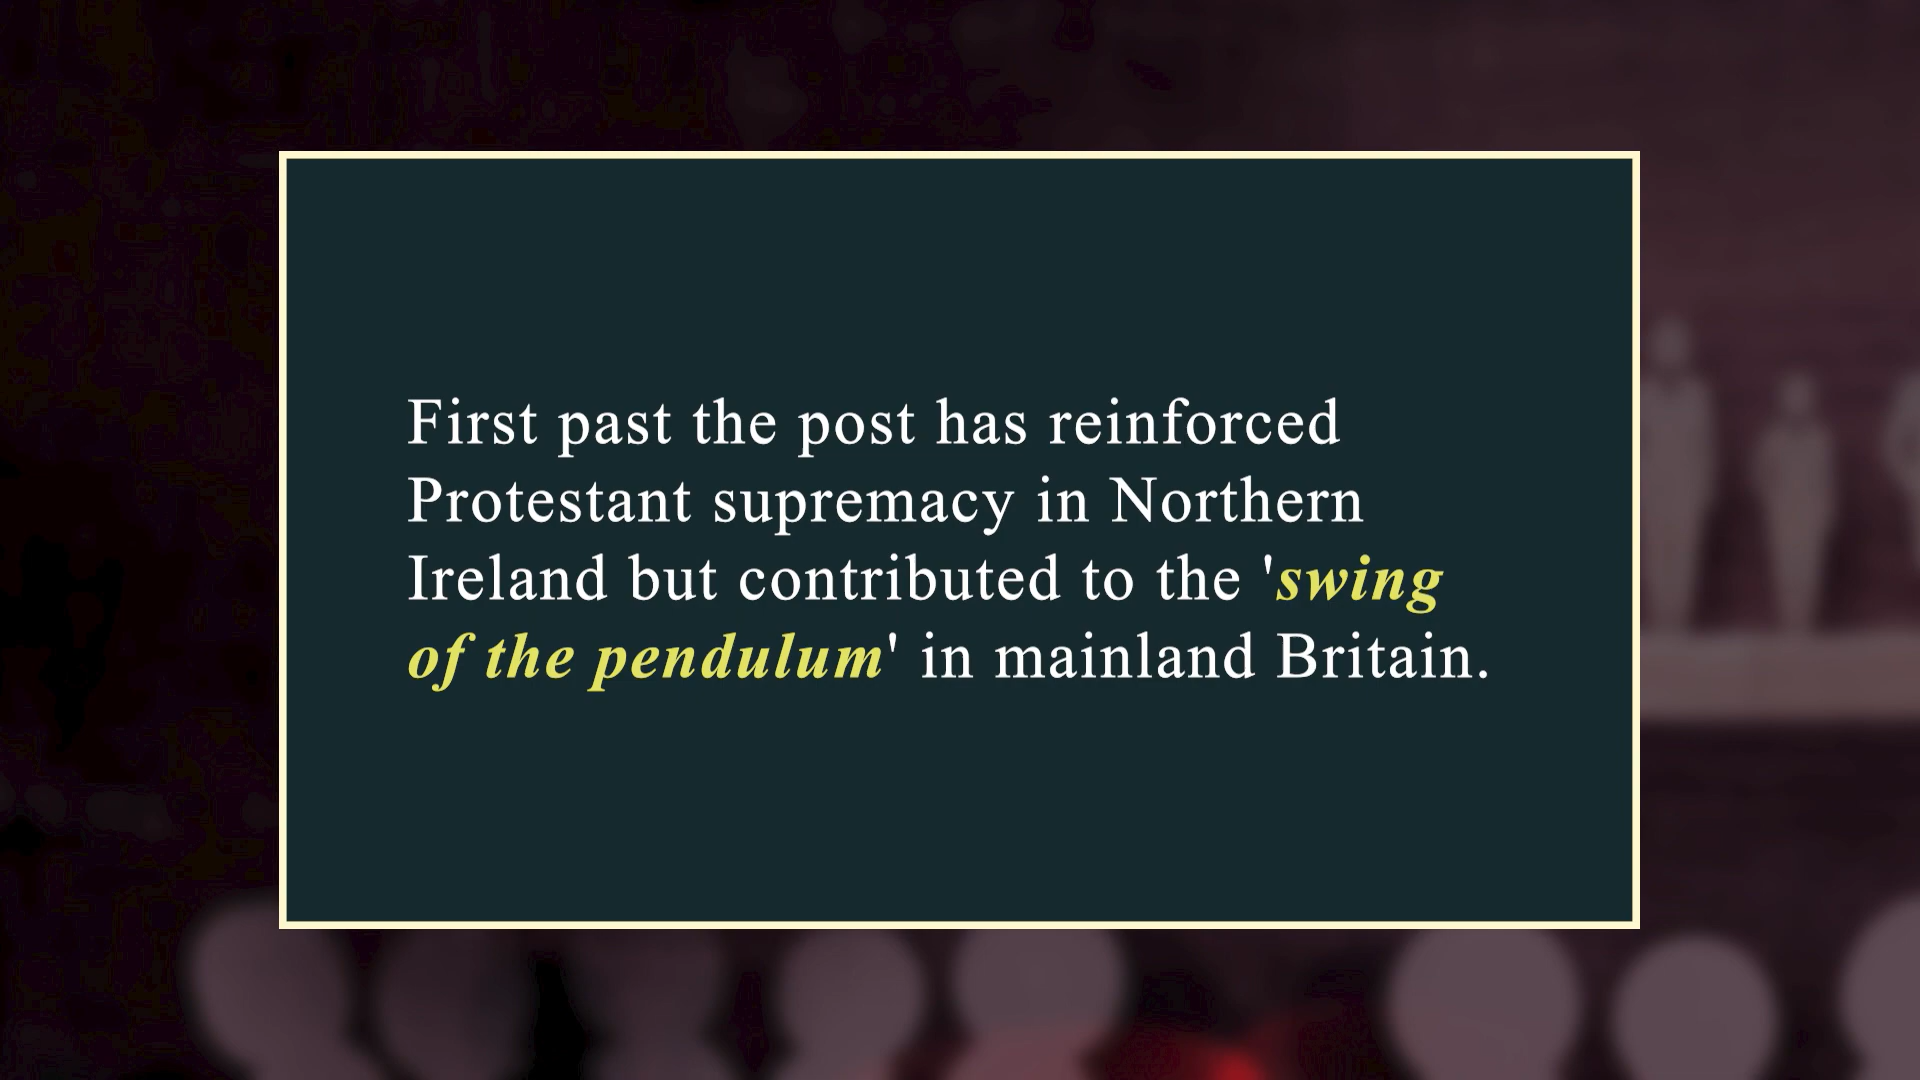 First past the post has reinforced
Protestant supremacy in Northern
Ireland but contributed to the 'swing
of the pendulum' in mainland Britain.